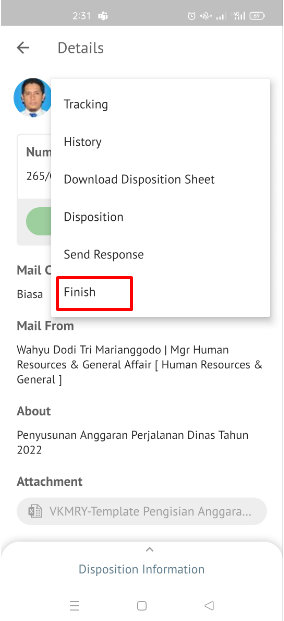 2:31
Details
Tracking
History
Download Disposition Sheet
Disposition
Send Response
Finish
Num
265/
Mail C
Biasa
Mail From
Wahyu Dodi Tri Marianggodo | Mgr Human
Resources & General Affair [ Human Resources &
General ]
About
Penyusunan Anggaran Perjalanan Dinas Tahun
2022
Attachment
VKMRY-Template Pengisian Anggara...
Disposition Information